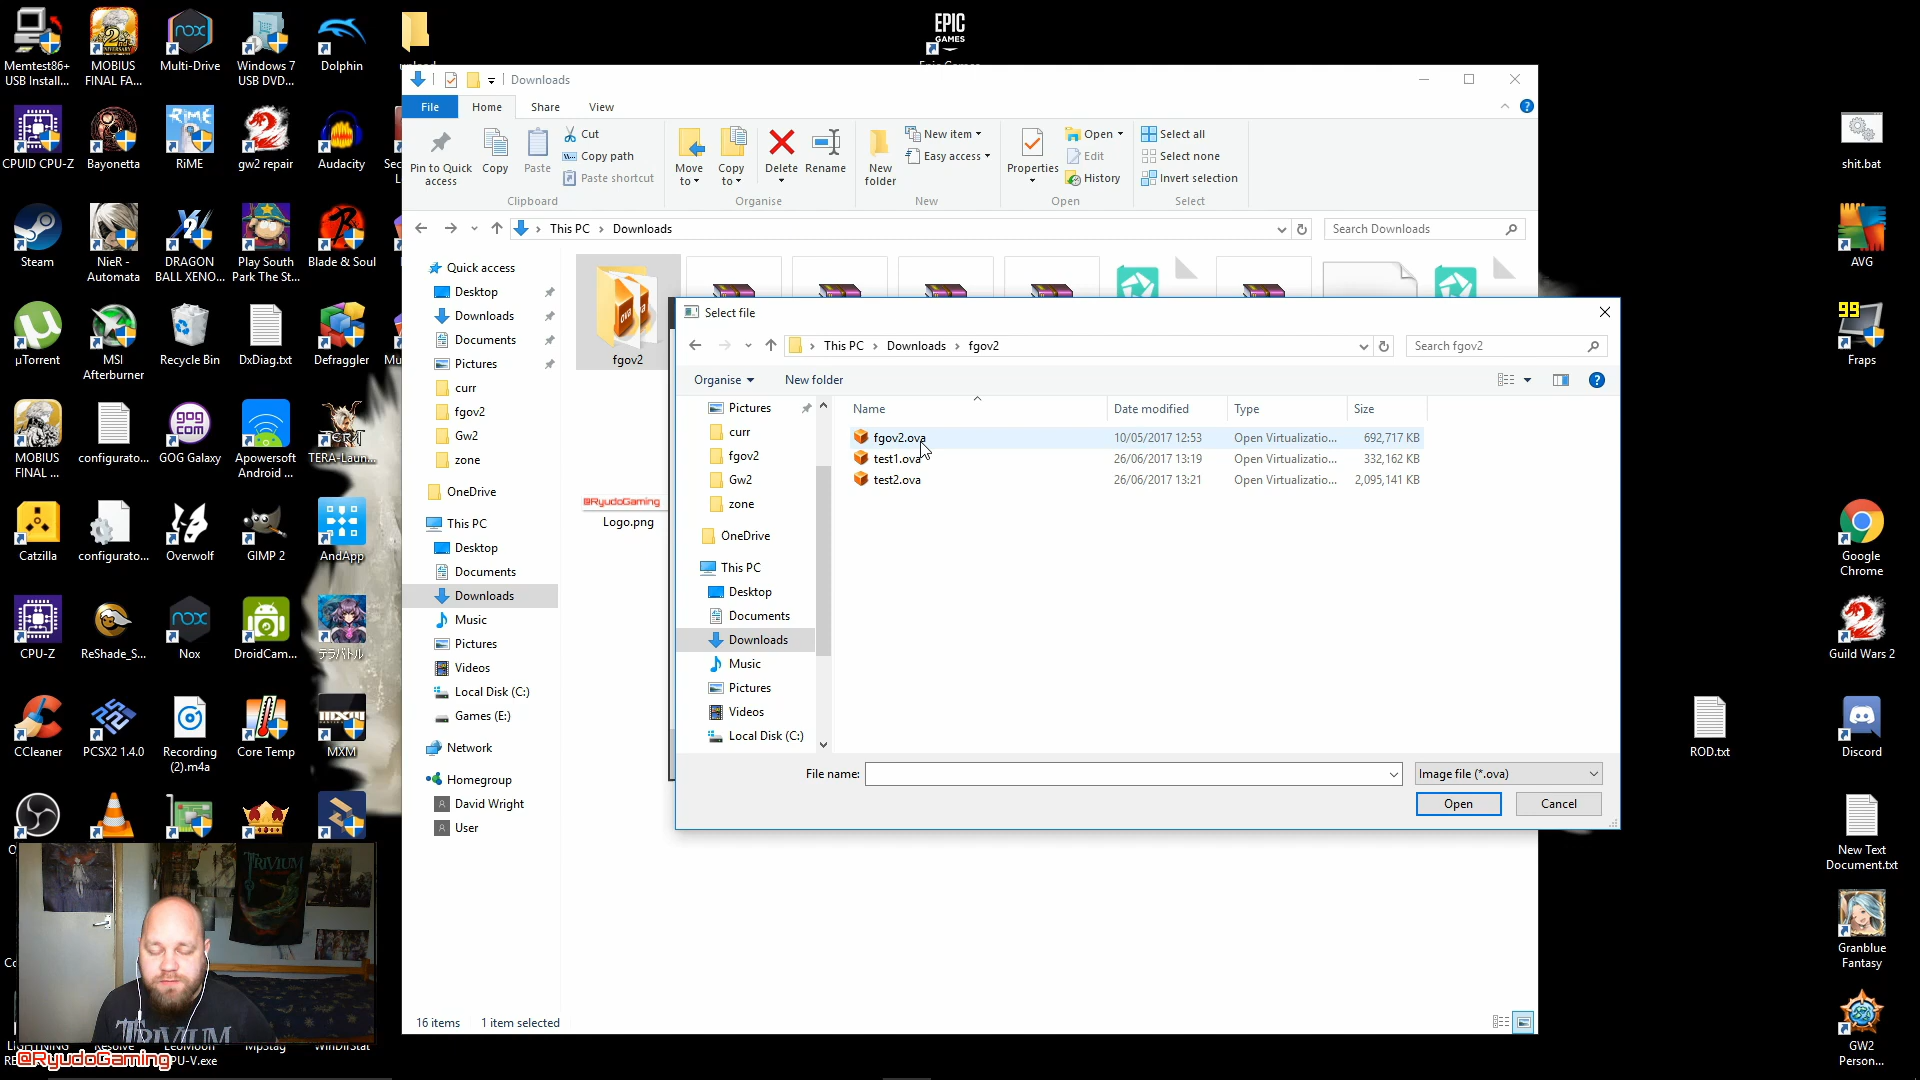 Memtest86+
USB Install...
MOBIUS
FINAL FA...
Multi-Drive
Windows 7
USB DVD...
Dolphin
EPIC
GAMES
CPUID CPU-Z
Bayonetta
RiME
gw2 repair
Audacity
Steam
NieR -
Automata
DRAGON
BALL XENO...
Play South
Park The St...
Blade & Soul
µTorrent
MSI
Afterburner
Recycle Bin
DxDiag.txt
Defraggler
MOBIUS
FINAL ...
configurato...
GOG Galaxy
Apowersoft
Android ...
TERA-Laun...
Catzilla
configurato...
Overwolf
GIMP 2
AndApp
CPU-Z
ReShade_S...
Nox
DroidCam...
テラバトル
CCleaner
PCSX2 1.4.0
Recording
(2).m4a
Core Temp
MXM
TRIVIUM
TRIVIUM
@RyudoGaming
PU-V.exe
Downloads
File
Home
Share
View
Pin to Quick
access
Copy
Paste
Cut
Copy path
Paste shortcut
Clipboard
Move
to
Copy
to
Delete
Rename
Organise
New
folder
New item
Easy access
New
Properties
Open
Edit
History
Open
Select all
Select none
Invert selection
Select
This PC
Downloads
Search Downloads
Quick access
Desktop
Downloads
Documents
Pictures
curr
fgov2
Gw2
zone
OneDrive
This PC
Desktop
Documents
Downloads
Music
Pictures
Videos
Local Disk (C:)
Games (E:)
Network
Homegroup
David Wright
User
fgov2
@RyudoGaming
Logo.png
16 items
1 item selected
Select file
This PC
Downloads
fgov2
Search fgov2
Organise
New folder
Pictures
curr
fgov2
Gw2
zone
OneDrive
This PC
Desktop
Documents
Downloads
Music
Pictures
Videos
Local Disk (C:)
Name
Date modified
Type
Size
fgov2.ova
10/05/2017 12:53
Open Virtualizatio...
692,717 KB
test1.ova
26/06/2017 13:19
Open Virtualizatio...
332,162 KB
test2.ova
26/06/2017 13:21
Open Virtualizatio...
2,095,141 KB
File name:
Image file (*.ova)
Open
Cancel
shit.bat
AVG
99
Fraps
Google
Chrome
Guild Wars 2
ROD.txt
Discord
New Text
Document.txt
Granblue
Fantasy
GW2
Person...